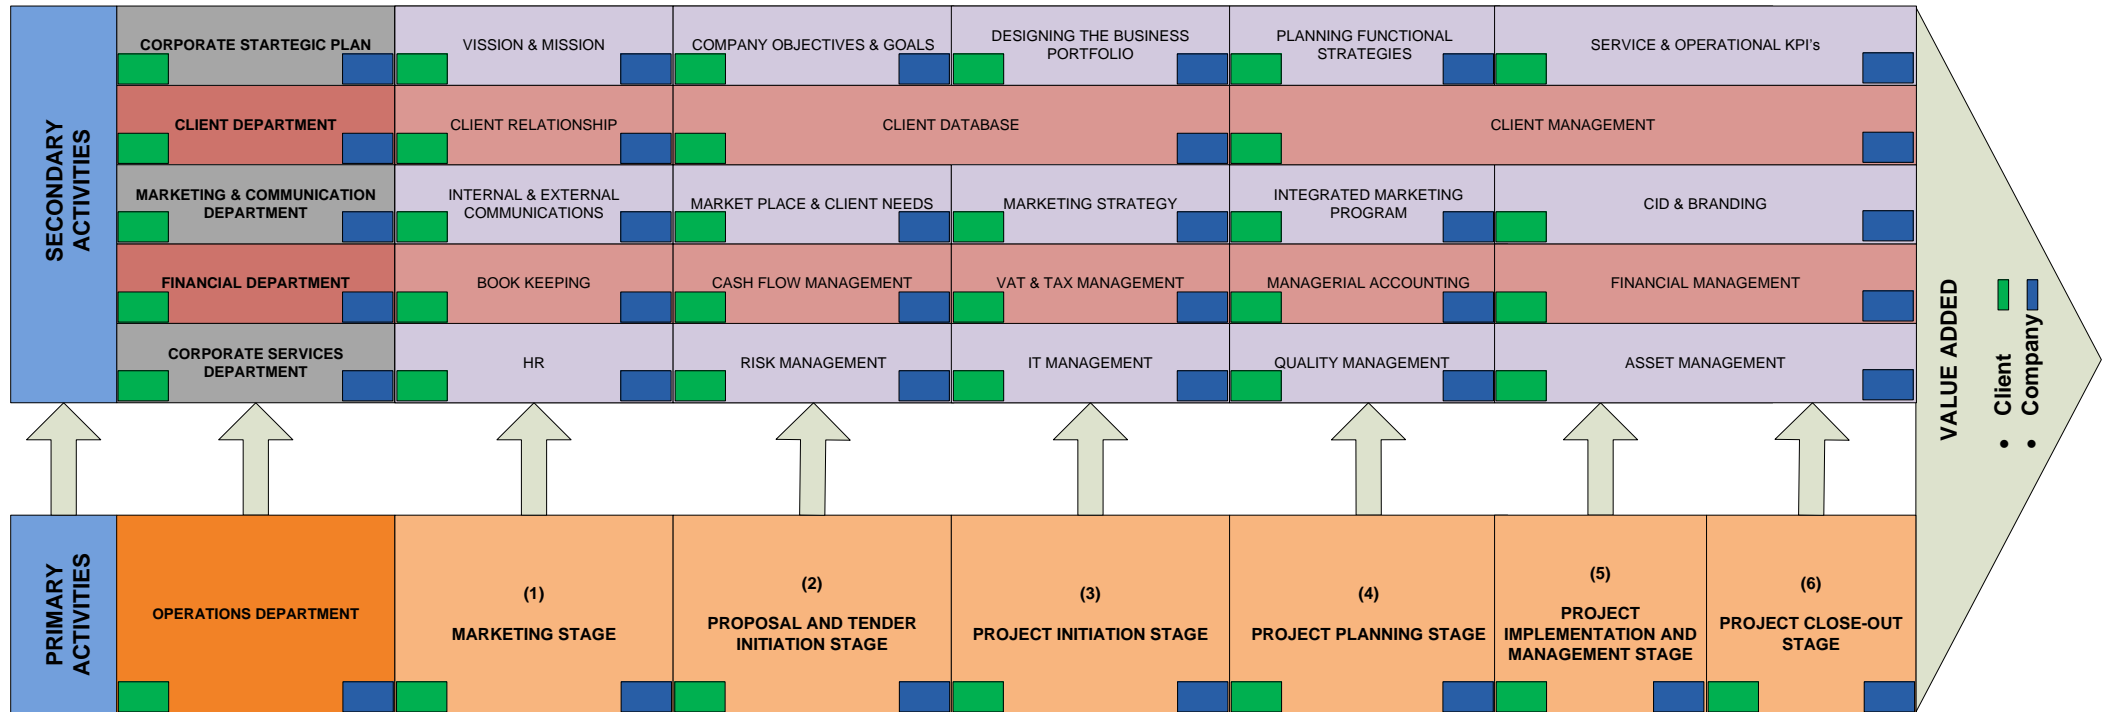 SECONDARY
ACTIVITIES
CORPORATE STARTEGIC PLAN
VISSION & MISSION
COMPANY OBJECTIVES & GOALS
DESIGNING THE BUSINESS
PORTFOLIO
PLANNING FUNCTIONAL
STRATEGIES
SERVICE & OPERATIONAL KPI's
CLIENT DEPARTMENT
CLIENT RELATIONSHIP
CLIENT DATABASE
CLIENT MANAGEMENT
MARKETING & COMMUNICATION
DEPARTMENT
INTERNAL & EXTERNAL
COMMUNICATIONS
MARKET PLACE & CLIENT NEEDS
MARKETING STRATEGY
INTEGRATED MARKETING
PROGRAM
CID & BRANDING
FINANCIAL DEPARTMENT
BOOK KEEPING
CASH FLOW MANAGEMENT
VAT & TAX MANAGEMENT
MANAGERIAL ACCOUNTING
FINANCIAL MANAGEMENT
CORPORATE SERVICES
DEPARTMENT
HR
RISK MANAGEMENT
IT MANAGEMENT
QUALITY MANAGEMENT
ASSET MANAGEMENT
PRIMARY
ACTIVITIES
OPERATIONS DEPARTMENT
(1)
MARKETING STAGE
(2)
PROPOSAL AND TENDER
INITIATION STAGE
(3)
PROJECT INITIATION STAGE
(4)
PROJECT PLANNING STAGE
(5)
PROJECT
IMPLEMENTATION AND
MANAGEMENT STAGE
(6)
PROJECT CLOSE-OUT
STAGE
VALUE ADDED
• Client
• Company